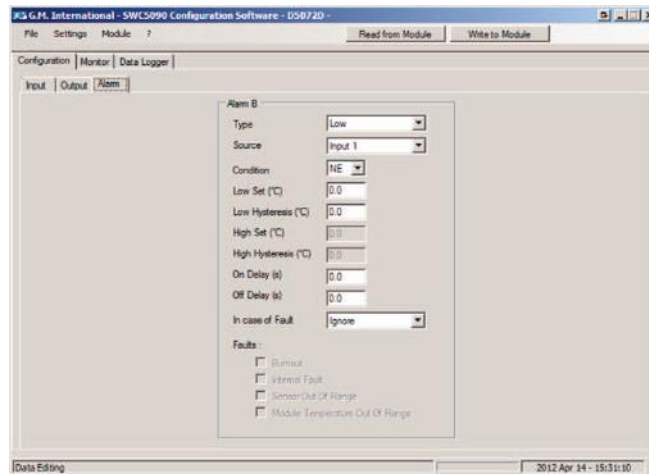 G.M. International - SWC5090 Configuration Software - D5072D -
File Settings Module ? Read from Module Write to Module
Configuration Monitor Data Logger
Input Output Alarm
Alarm B
Type Low
Source Input 1
Condition NE
Low Set (°C) 0.0
Low Hysteresis (°C) 0.0
High Set (°C) 0.0
High Hysteresis (°C) 0.0
On Delay (s) 0.0
Off Delay (s) 0.0
In case of Fault Ignore
Faults :
Burnout
Internal Fault
Sensor Out Of Range
Module Temperature Out Of Range
Data Editing 2012 Apr 14 - 15:31:10